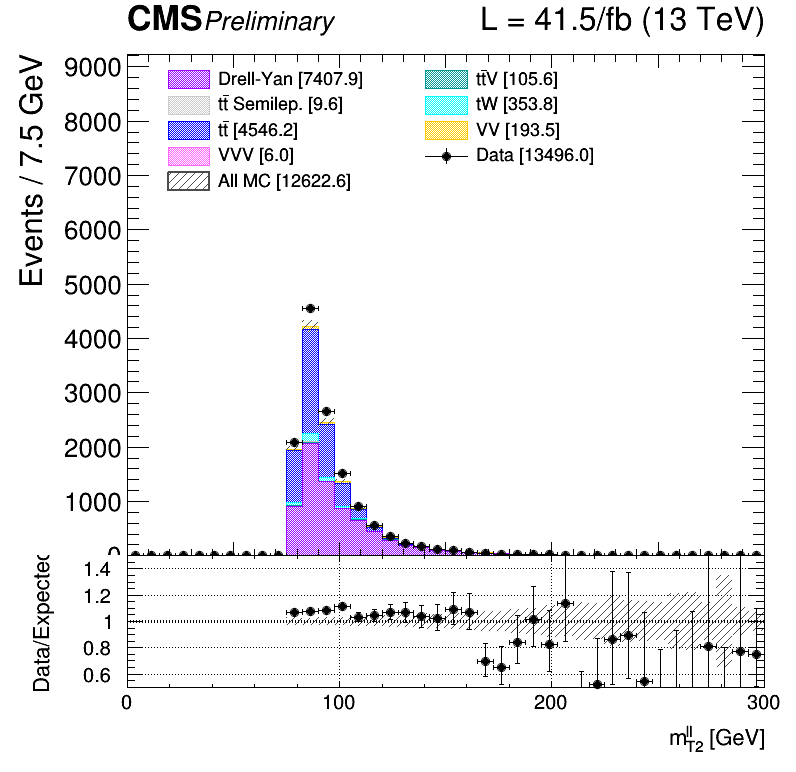 CMS Preliminary L = 41.5/fb (13 TeV)
Events / 7.5 GeV
9000
8000
7000
6000
5000
4000
3000
2000
1000
0
Drell-Yan [7407.9]
tt̄ Semilep. [9.6]
tt̄ [4546.2]
VVV [6.0]
All MC [12622.6]
tt̄V [105.6]
tW [353.8]
VV [193.5]
Data [13496.0]
Data/Expected
1.4
1.2
1
0.8
0.6
0 100 200 300
m_{T2}^{ll} [GeV]